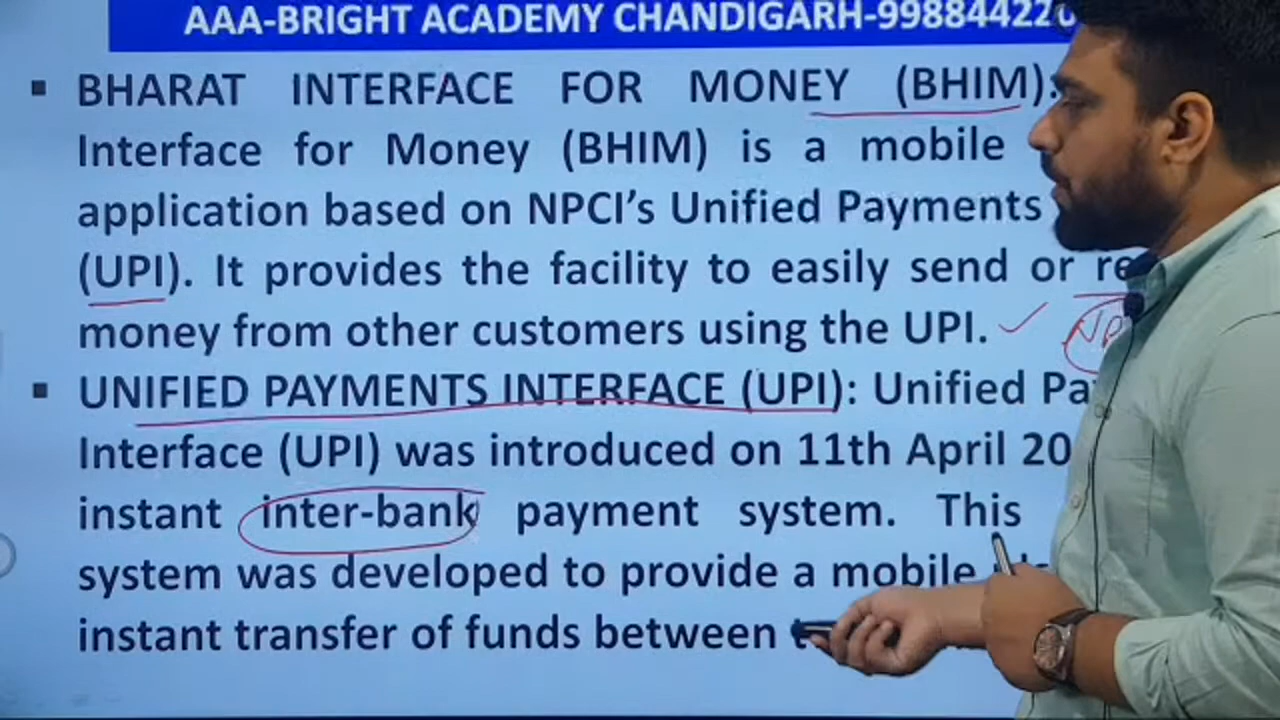 AAA-BRIGHT ACADEMY CHANDIGARH-998844220
▪ BHARAT INTERFACE FOR MONEY (BHIM):
Interface for Money (BHIM) is a mobile
application based on NPCI's Unified Payments
(UPI). It provides the facility to easily send or
money from other customers using the UPI.
▪ UNIFIED PAYMENTS INTERFACE (UPI): Unified
Interface (UPI) was introduced on 11th April
instant inter-bank payment system. This
system was developed to provide a mobile
instant transfer of funds between